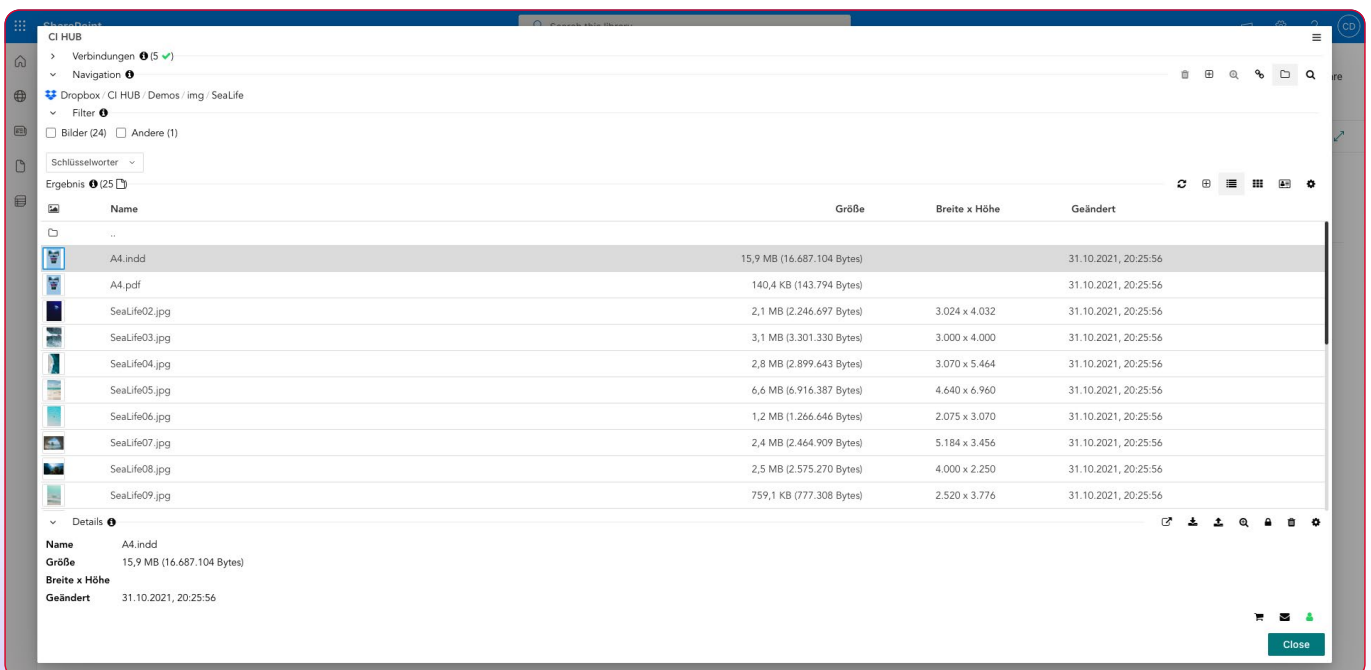 SharePoint
Search this library
CD
CI HUB
Verbindungen (5 ✔)
Navigation
Dropbox / CI HUB / Demos / img / SeaLife
Filter
Bilder (24) Andere (1)
Schlüsselworter
Ergebnis (25)
Name Größe Breite x Höhe Geändert
..
A4.indd 15,9 MB (16.687.104 Bytes) 31.10.2021, 20:25:56
A4.pdf 140,4 KB (143.794 Bytes) 31.10.2021, 20:25:56
SeaLife02.jpg 2,1 MB (2.246.697 Bytes) 3.024 x 4.032 31.10.2021, 20:25:56
SeaLife03.jpg 3,1 MB (3.301.330 Bytes) 3.000 x 4.000 31.10.2021, 20:25:56
SeaLife04.jpg 2,8 MB (2.899.643 Bytes) 3.070 x 5.464 31.10.2021, 20:25:56
SeaLife05.jpg 6,6 MB (6.916.387 Bytes) 4.640 x 6.960 31.10.2021, 20:25:56
SeaLife06.jpg 1,2 MB (1.266.646 Bytes) 2.075 x 3.070 31.10.2021, 20:25:56
SeaLife07.jpg 2,4 MB (2.464.909 Bytes) 5.184 x 3.456 31.10.2021, 20:25:56
SeaLife08.jpg 2,5 MB (2.575.270 Bytes) 4.000 x 2.250 31.10.2021, 20:25:56
SeaLife09.jpg 759,1 KB (777.308 Bytes) 2.520 x 3.776 31.10.2021, 20:25:56
Details
Name A4.indd
Größe 15,9 MB (16.687.104 Bytes)
Breite x Höhe
Geändert 31.10.2021, 20:25:56
Close